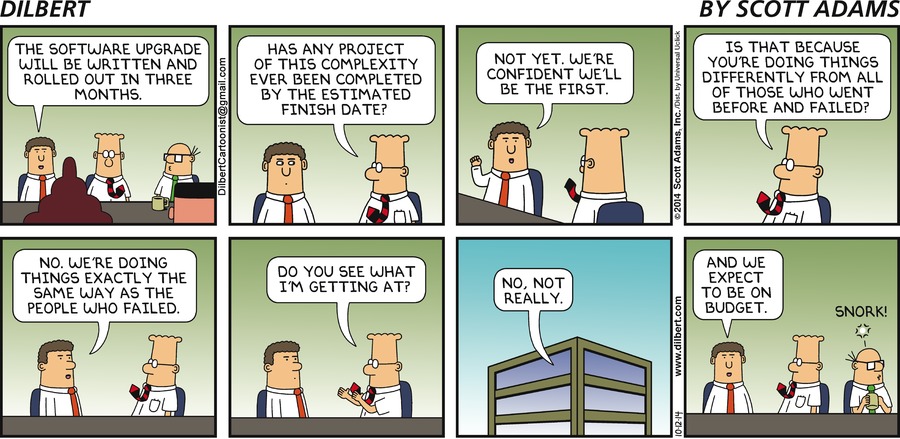 DILBERT
BY SCOTT ADAMS
THE SOFTWARE UPGRADE
WILL BE WRITTEN AND
ROLLED OUT IN THREE
MONTHS.
DilbertCartoonist@gmail.com
HAS ANY PROJECT
OF THIS COMPLEXITY
EVER BEEN COMPLETED
BY THE ESTIMATED
FINISH DATE?
NOT YET. WE'RE
CONFIDENT WE'LL
BE THE FIRST.
©2014 Scott Adams, Inc./Dist. by Universal Uclick
IS THAT BECAUSE
YOU'RE DOING THINGS
DIFFERENTLY FROM ALL
OF THOSE WHO WENT
BEFORE AND FAILED?
NO. WE'RE DOING
THINGS EXACTLY THE
SAME WAY AS THE
PEOPLE WHO FAILED.
DO YOU SEE WHAT
I'M GETTING AT?
NO, NOT
REALLY.
10-12-14 www.dilbert.com
AND WE
EXPECT
TO BE ON
BUDGET.
SNORK!